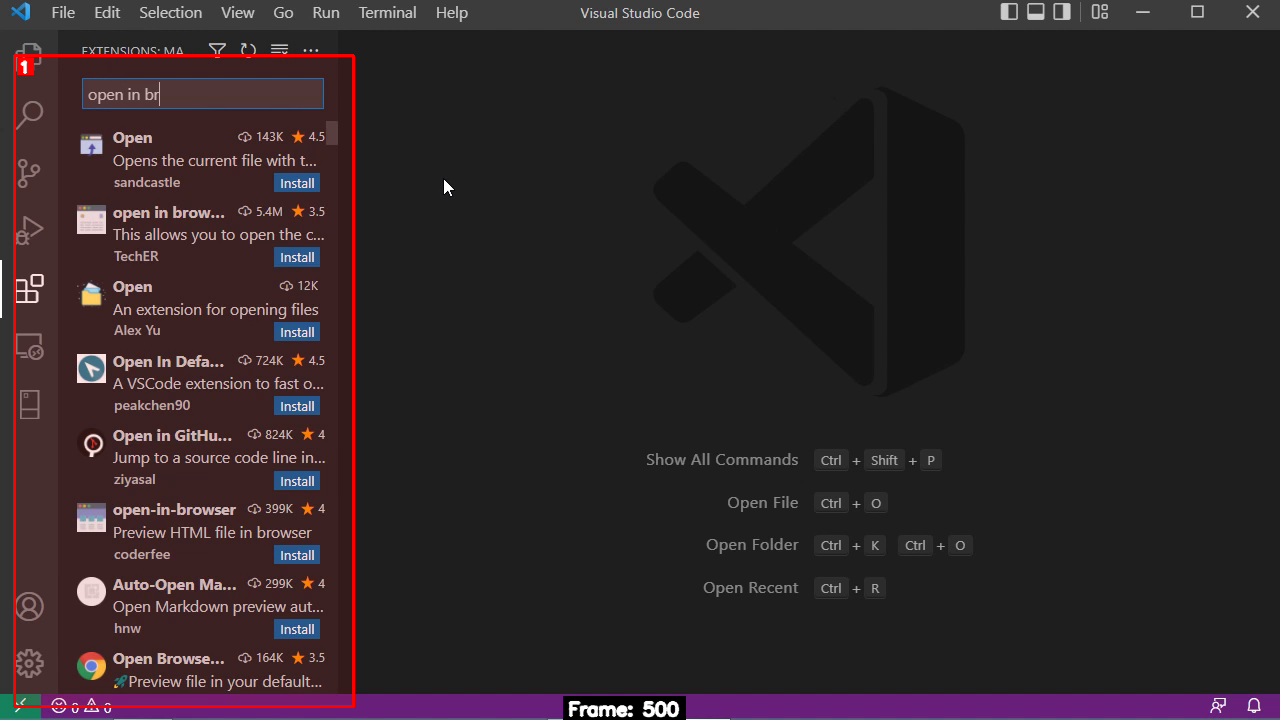 File Edit Selection View Go Run Terminal Help
Visual Studio Code
EXTENSIONS: MA
1
open in br
Open 143K 4.5
Opens the current file with t...
sandcastle Install
open in brow... 5.4M 3.5
This allows you to open the c...
TechER Install
Open 12K
An extension for opening files
Alex Yu Install
Open In Defa... 724K 4.5
A VSCode extension to fast o...
peakchen90 Install
Open in GitHu... 824K 4
Jump to a source code line in...
ziyasal Install
open-in-browser 399K 4
Preview HTML file in browser
coderfee Install
Auto-Open Ma... 299K 4
Open Markdown preview aut...
hnw Install
Open Browse... 164K 3.5
🚀Preview file in your default...
Show All Commands Ctrl + Shift + P
Open File Ctrl + O
Open Folder Ctrl + K Ctrl + O
Open Recent Ctrl + R
0 0
Frame: 500